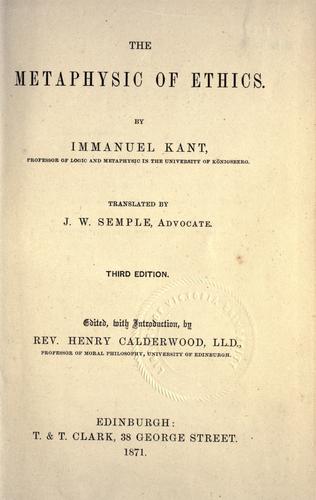 THE
METAPHYSIC OF ETHICS.
BY
IMMANUEL KANT,
PROFESSOR OF LOGIC AND METAPHYSIC IN THE UNIVERSITY OF KÖNIGSBERG.
TRANSLATED BY
J. W. SEMPLE, ADVOCATE.
THIRD EDITION.
Edited, with Introduction, by
REV. HENRY CALDERWOOD, LL.D.,
PROFESSOR OF MORAL PHILOSOPHY, UNIVERSITY OF EDINBURGH.
EDINBURGH:
T. & T. CLARK, 38 GEORGE STREET.
1871.